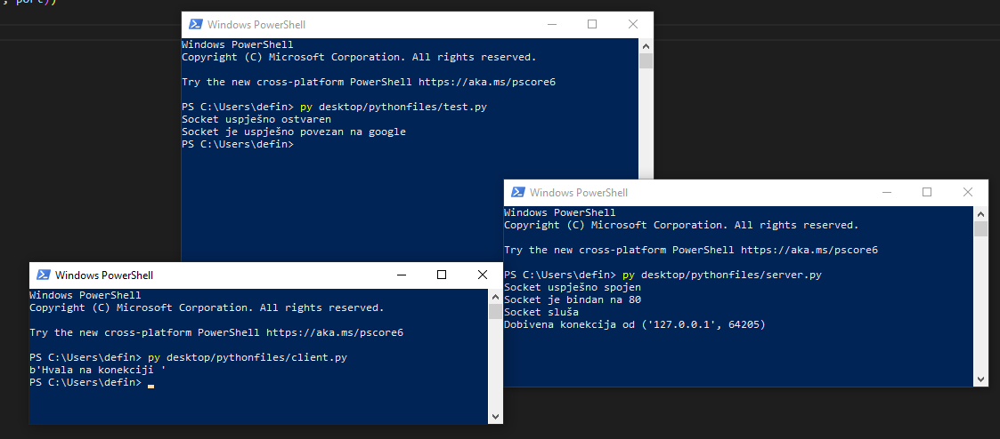 , port))
Windows PowerShell
Windows PowerShell
Copyright (C) Microsoft Corporation. All rights reserved.
Try the new cross-platform PowerShell https://aka.ms/pscore6
PS C:\Users\defin> py desktop/pythonfiles/test.py
Socket uspješno ostvaren
Socket je uspješno povezan na google
PS C:\Users\defin>
Windows PowerShell
Windows PowerShell
Copyright (C) Microsoft Corporation. All rights reserved.
Try the new cross-platform PowerShell https://aka.ms/pscore6
PS C:\Users\defin> py desktop/pythonfiles/server.py
Socket uspješno spojen
Socket je bindan na 80
Socket sluša
Dobivena konekcija od ('127.0.0.1', 64205)
Windows PowerShell
Windows PowerShell
Copyright (C) Microsoft Corporation. All rights reserved.
Try the new cross-platform PowerShell https://aka.ms/pscore6
PS C:\Users\defin> py desktop/pythonfiles/client.py
b'Hvala na konekciji '
PS C:\Users\defin>